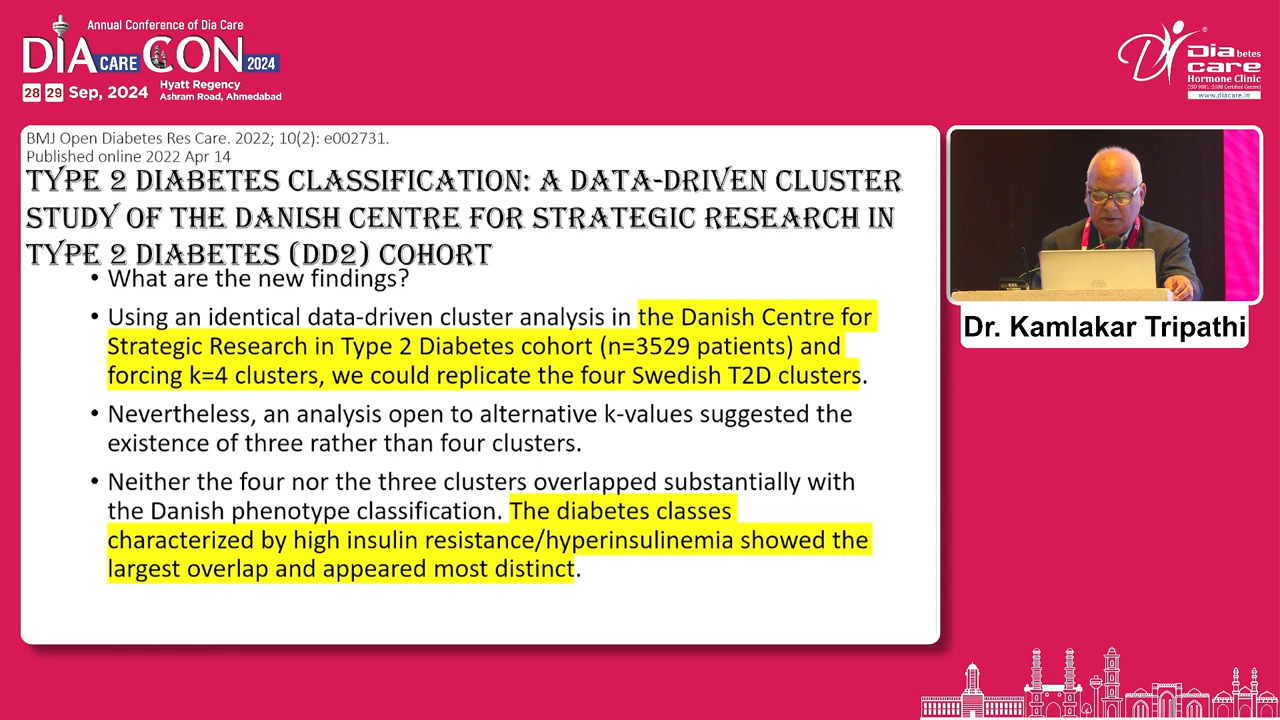 Annual Conference of Dia Care
DIA CARE CON 2024
28 29 Sep, 2024
Hyatt Regency
Ashram Road, Ahmedabad
Diabetes
care
Hormone Clinic
(ISO 9001:2008 Certified Centre)
www.diacare.in
BMJ Open Diabetes Res Care. 2022; 10(2): e002731.
Published online 2022 Apr 14
TYPE 2 DIABETES CLASSIFICATION: A DATA-DRIVEN CLUSTER
STUDY OF THE DANISH CENTRE FOR STRATEGIC RESEARCH IN
TYPE 2 DIABETES (DD2) COHORT
• What are the new findings?
• Using an identical data-driven cluster analysis in the Danish Centre for
Strategic Research in Type 2 Diabetes cohort (n=3529 patients) and
forcing k=4 clusters, we could replicate the four Swedish T2D clusters.
• Nevertheless, an analysis open to alternative k-values suggested the
existence of three rather than four clusters.
• Neither the four nor the three clusters overlapped substantially with
the Danish phenotype classification. The diabetes classes
characterized by high insulin resistance/hyperinsulinemia showed the
largest overlap and appeared most distinct.
Dr. Kamlakar Tripathi